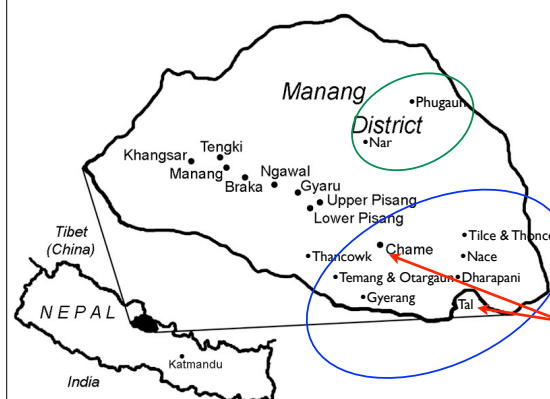 Manang
District
Phugaun
Nar
Khangsar
Tengki
Manang
Braka
Ngawal
Gyaru
Upper Pisang
Lower Pisang
Tibet
(China)
Thancowk
Chame
Tilce & Thonce
Nace
Temang & Otargaun
Dharapani
Gyerang
Tal
NEPAL
Katmandu
India